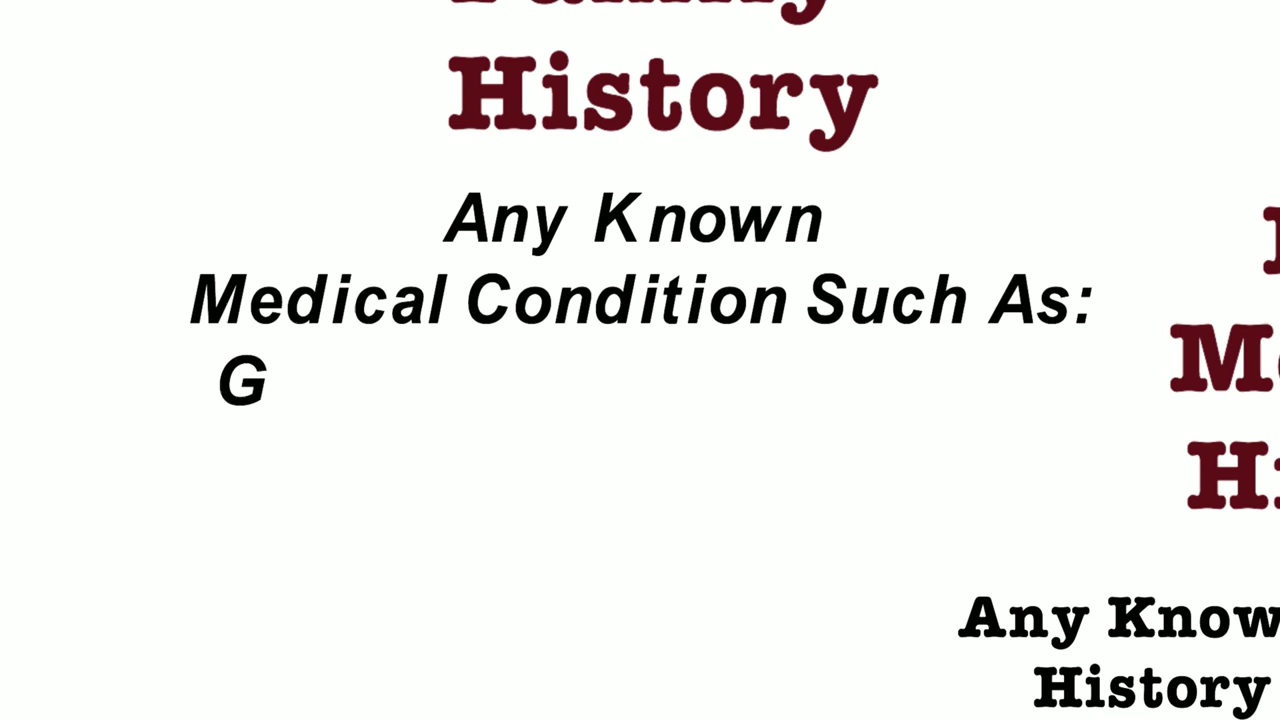 History
Any Known
Medical Condition Such As:
G
Any Know
History